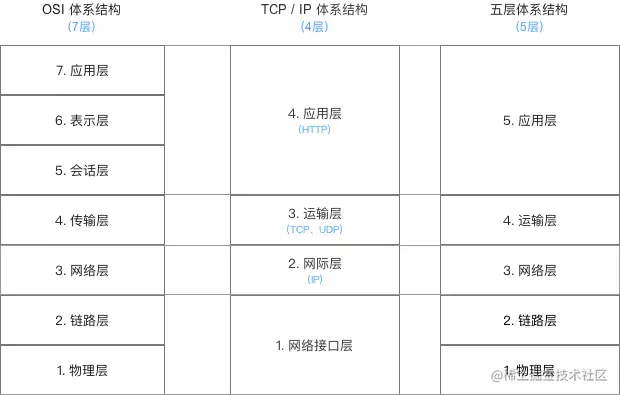 OSI 体系结构
(7层)
TCP / IP 体系结构
(4层)
五层体系结构
(5层)
7. 应用层
6. 表示层
5. 会话层
4. 传输层
3. 网络层
2. 链路层
1. 物理层
4. 应用层
(HTTP)
3. 运输层
(TCP、UDP)
2. 网际层
(IP)
1. 网络接口层
5. 应用层
4. 运输层
3. 网络层
2. 链路层
1. 物理层
@稀土掘金技术社区